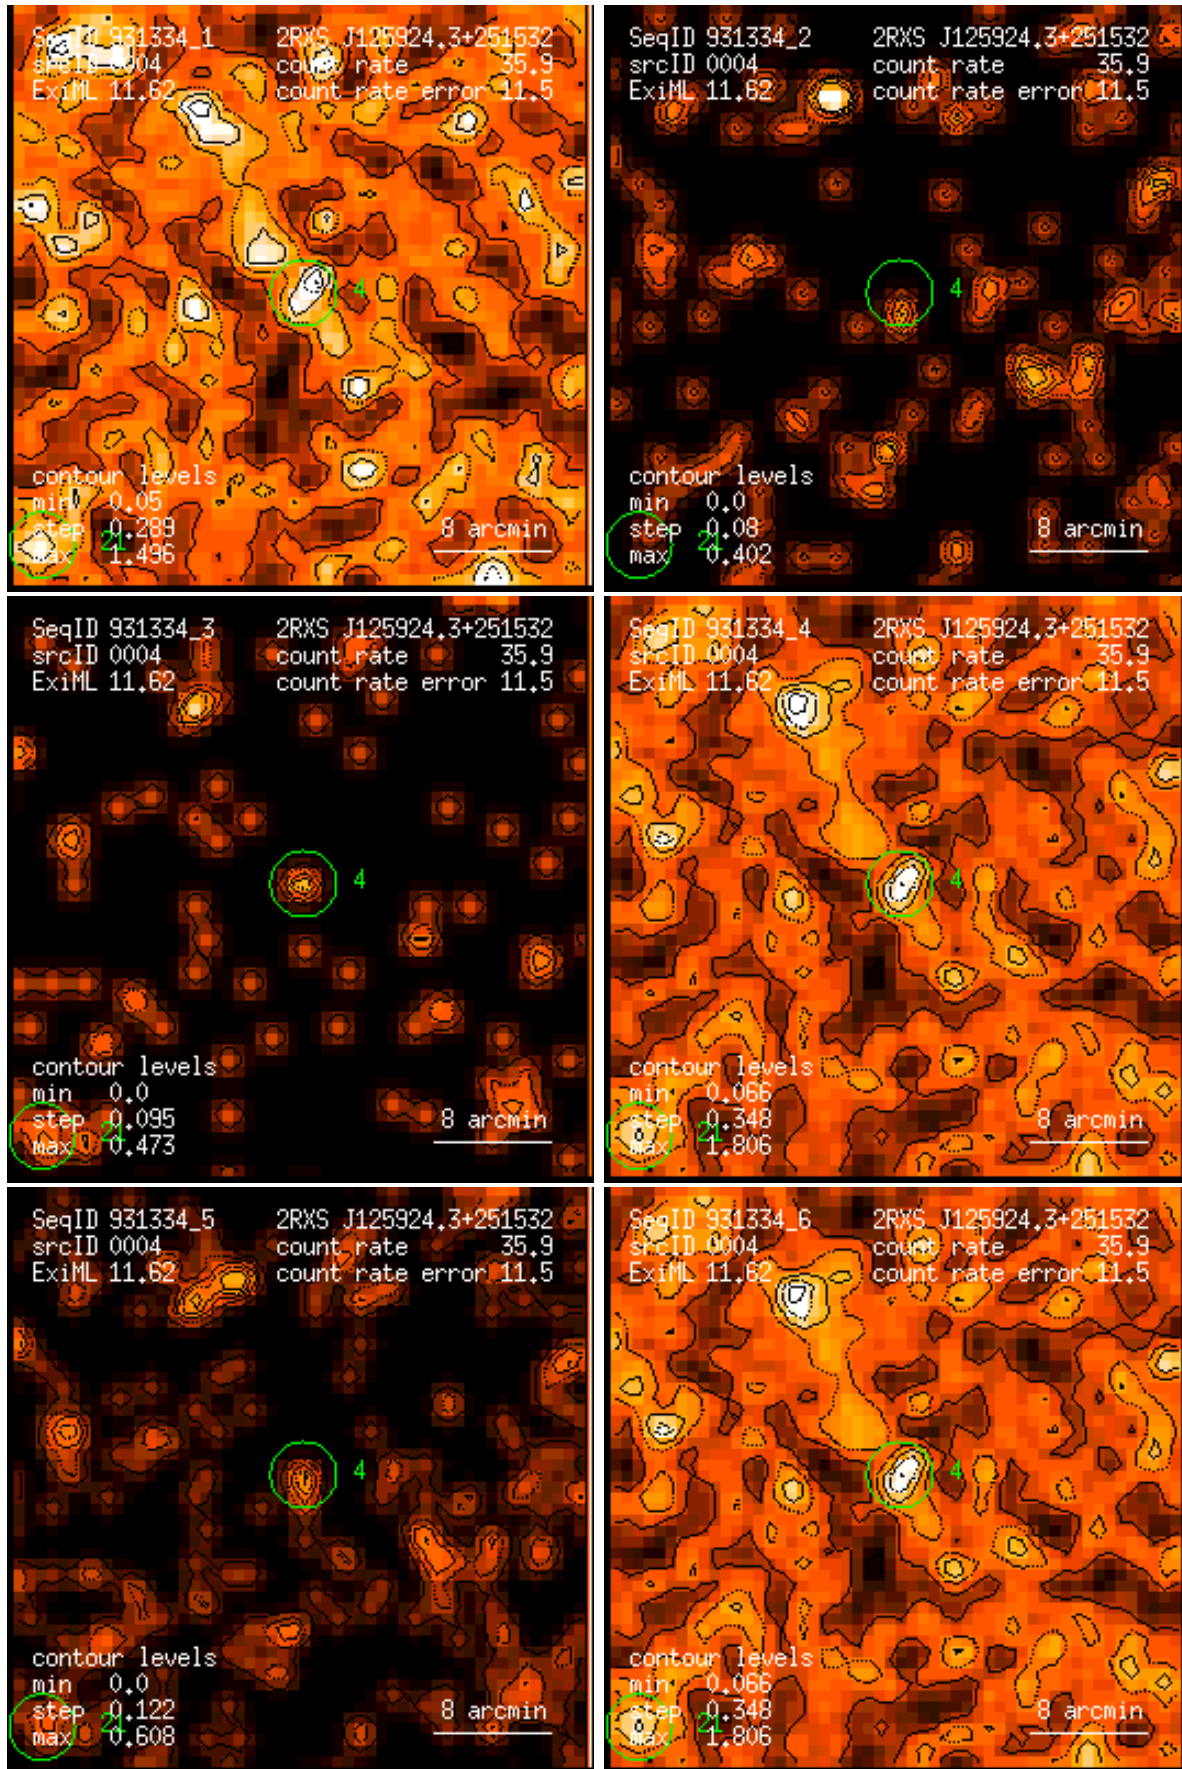 SeqID 931334_1 2RXS J125924.3+251532
srcID 0004 count rate 35.9
ExiML 11.62 count rate error 11.5
4
contour levels
min 0.05
step 0.289 8 arcmin
21
max 1.496
SeqID 931334_2 2RXS J125924.3+251532
srcID 0004 count rate 35.9
ExiML 11.62 count rate error 11.5
4
contour levels
min 0.0
step 0.08 8 arcmin
21
max 0.402
SeqID 931334_3 2RXS J125924.3+251532
srcID 0004 count rate 35.9
ExiML 11.62 count rate error 11.5
4
contour levels
min 0.0
step 0.095 8 arcmin
21
max 0.473
SeqID 931334_4 2RXS J125924.3+251532
srcID 0004 count rate 35.9
ExiML 11.62 count rate error 11.5
4
contour levels
min 0.066
step 0.348 8 arcmin
21
max 1.806
SeqID 931334_5 2RXS J125924.3+251532
srcID 0004 count rate 35.9
ExiML 11.62 count rate error 11.5
4
contour levels
min 0.0
step 0.122 8 arcmin
21
max 0.608
SeqID 931334_6 2RXS J125924.3+251532
srcID 0004 count rate 35.9
ExiML 11.62 count rate error 11.5
4
contour levels
min 0.066
step 0.348 8 arcmin
21
max 1.806